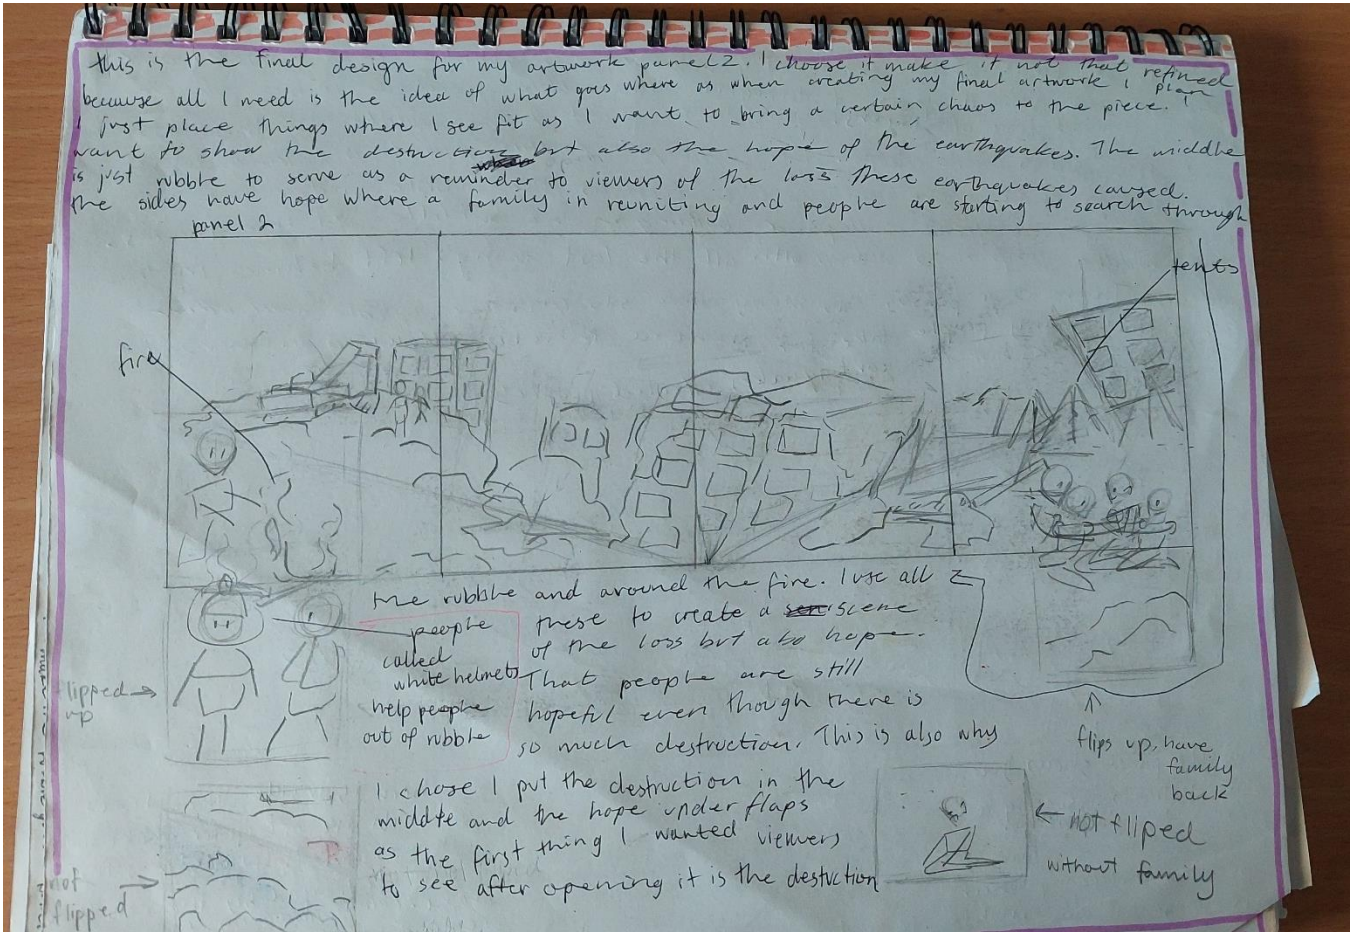 this is the final design for my artwork panel 2. I choose it make it not that refined
because all I need is the idea of what goes where as when creating my final artwork I plan
I just place things where I see fit as I want to bring a certain chaos to the piece. I
want to show the destruction but also the hope of the earthquakes. The middle
is just rubble to serve as a reminder to viewers of the loss these earthquakes caused.
the sides have hope where a family in reuniting and people are starting to search through
panel 2
tents
fire
the rubble and around the fire. I use all
these to create a scene
of the loss but also hope.
That people are still
hopeful even though there is
so much destruction. This is also why
people
called
white helmets
help people
out of rubble
flipped
up
flips up, have
family
back
I chose I put the destruction in the
middle and the hope under flaps
as the first thing I wanted viewers
to see after opening it is the destuction
not fliped
without family
not
flipped